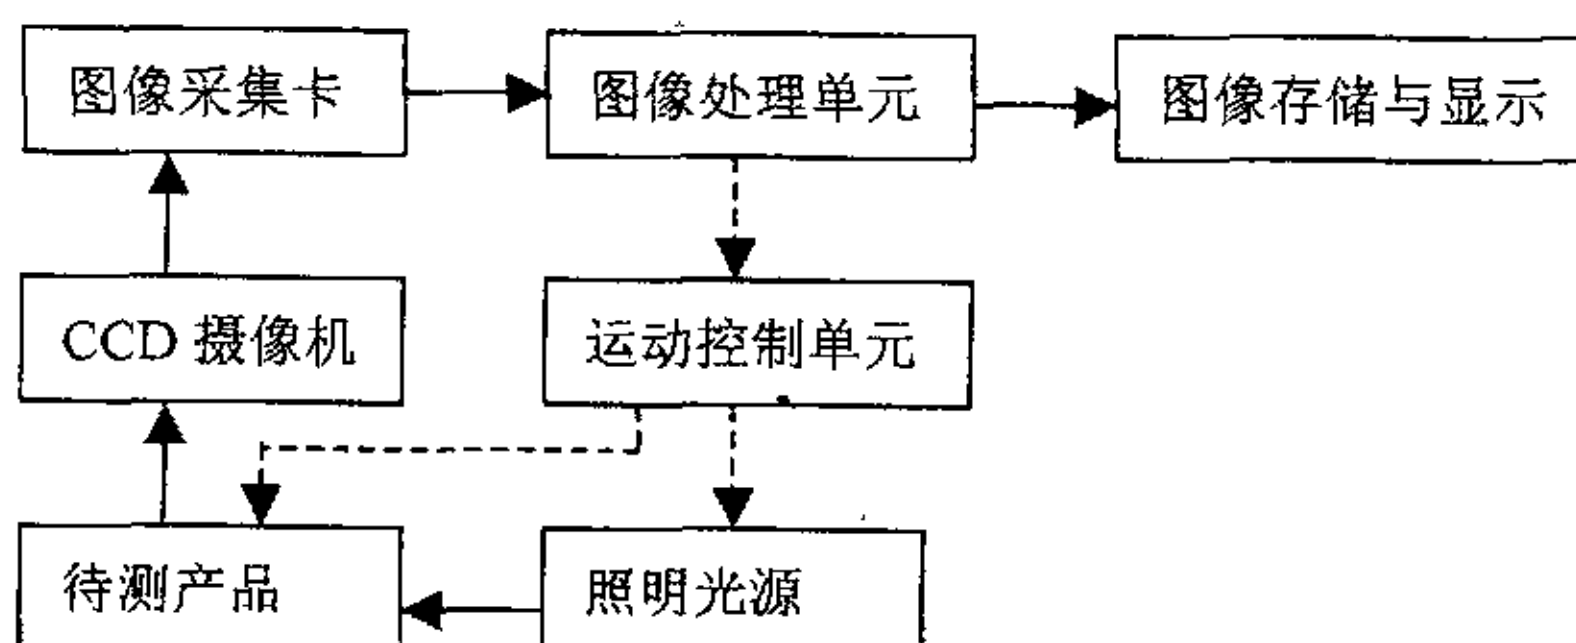 图像采集卡
图像处理单元
图像存储与显示
CCD 摄像机
运动控制单元
待测产品
照明光源